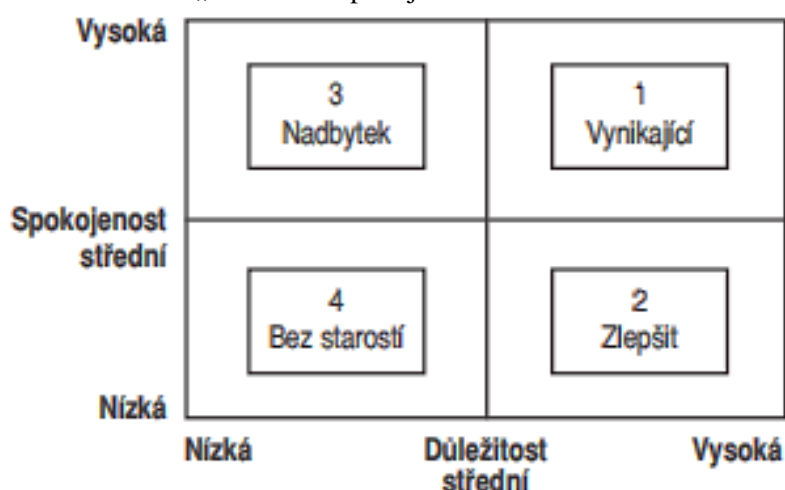 Vysoká
3
Nadbytek
1
Vynikající
Spokojenost
střední
4
Bez starostí
2
Zlepšit
Nízká
Nízká
Důležitost
střední
Vysoká